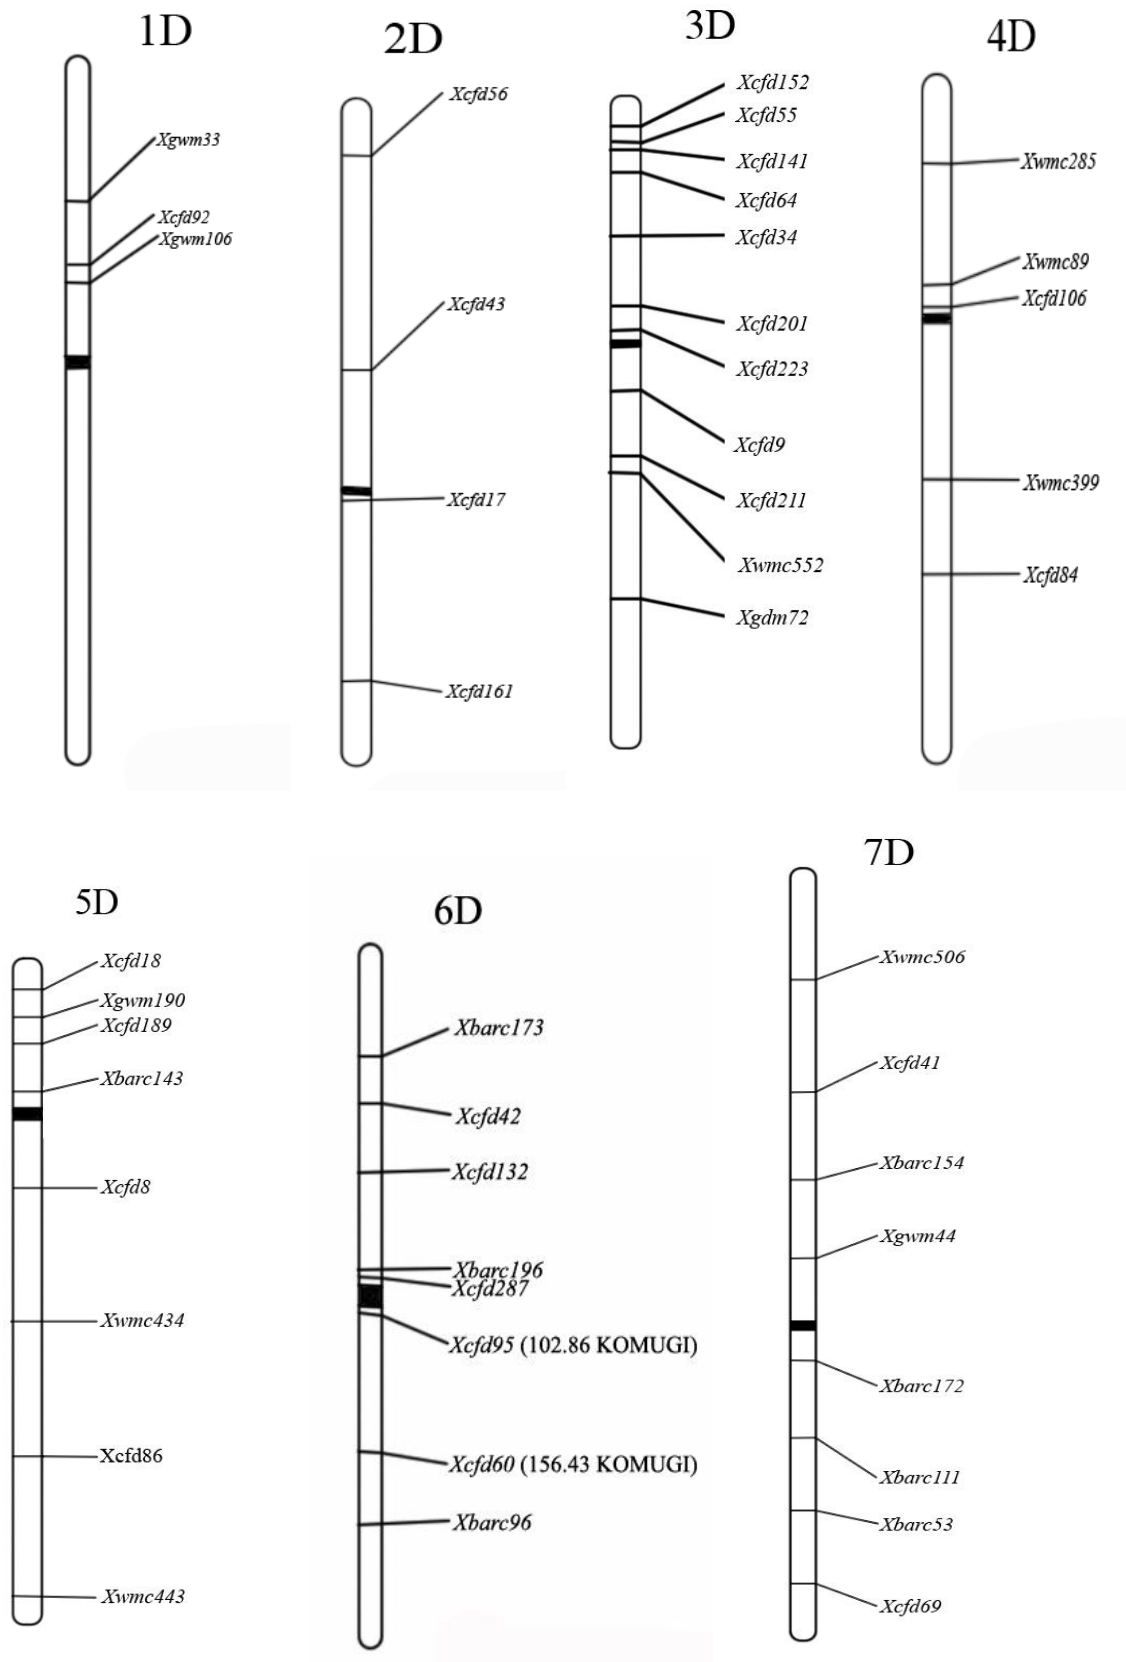 1D
Xgwm33
Xcfd92
Xgwm106
2D
Xcfd56
Xcfd43
Xcfd17
Xcfd161
3D
Xcfd152
Xcfd55
Xcfd141
Xcfd64
Xcfd34
Xcfd201
Xcfd223
Xcfd9
Xcfd211
Xwmc552
Xgdm72
4D
Xwmc285
Xwmc89
Xcfd106
Xwmc399
Xcfd84
5D
Xcfd18
Xgwm190
Xcfd189
Xbarc143
Xcfd8
Xwmc434
Xcfd86
Xwmc443
6D
Xbarc173
Xcfd42
Xcfd132
Xbarc196
Xcfd287
Xcfd95 (102.86 KOMUGI)
Xcfd60 (156.43 KOMUGI)
Xbarc96
7D
Xwmc506
Xcfd41
Xbarc154
Xgwm44
Xbarc172
Xbarc111
Xbarc53
Xcfd69